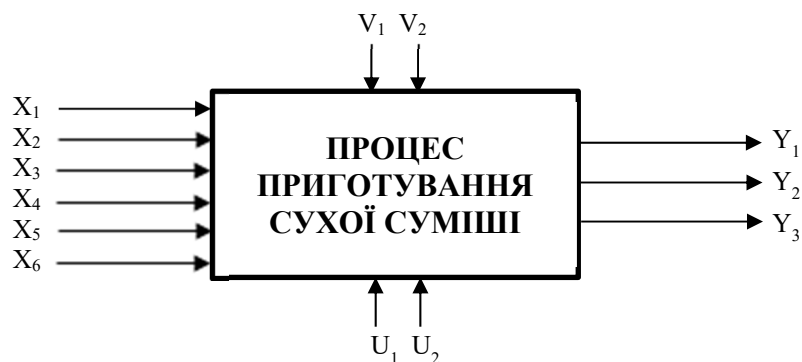 V₁ V₂
X₁
X₂
X₃
X₄
X₅
X₆
ПРОЦЕС
ПРИГОТУВАННЯ
СУХОЇ СУМІШІ
Y₁
Y₂
Y₃
U₁ U₂